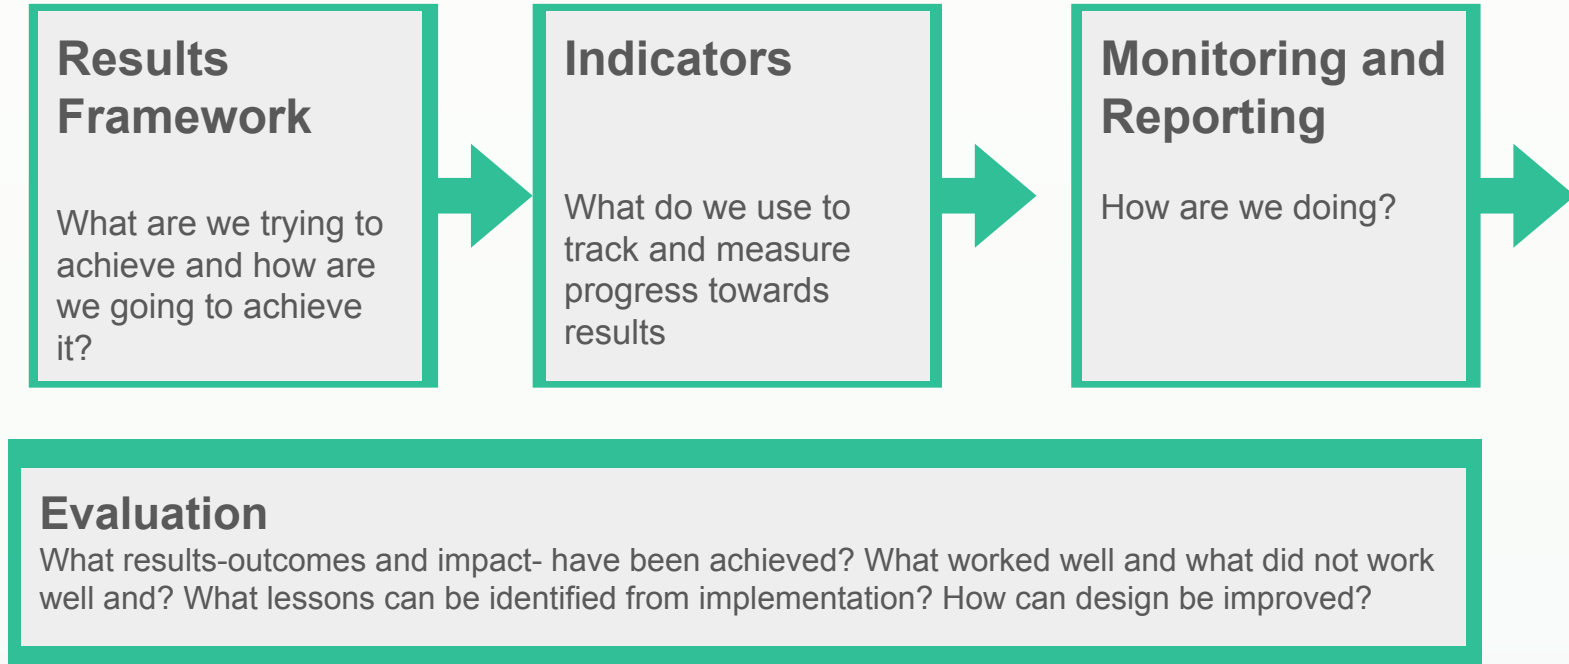 Results
Framework
What are we trying to
achieve and how are
we going to achieve
it?
Indicators
What do we use to
track and measure
progress towards
results
Monitoring and
Reporting
How are we doing?
Evaluation
What results-outcomes and impact- have been achieved? What worked well and what did not work
well and? What lessons can be identified from implementation? How can design be improved?